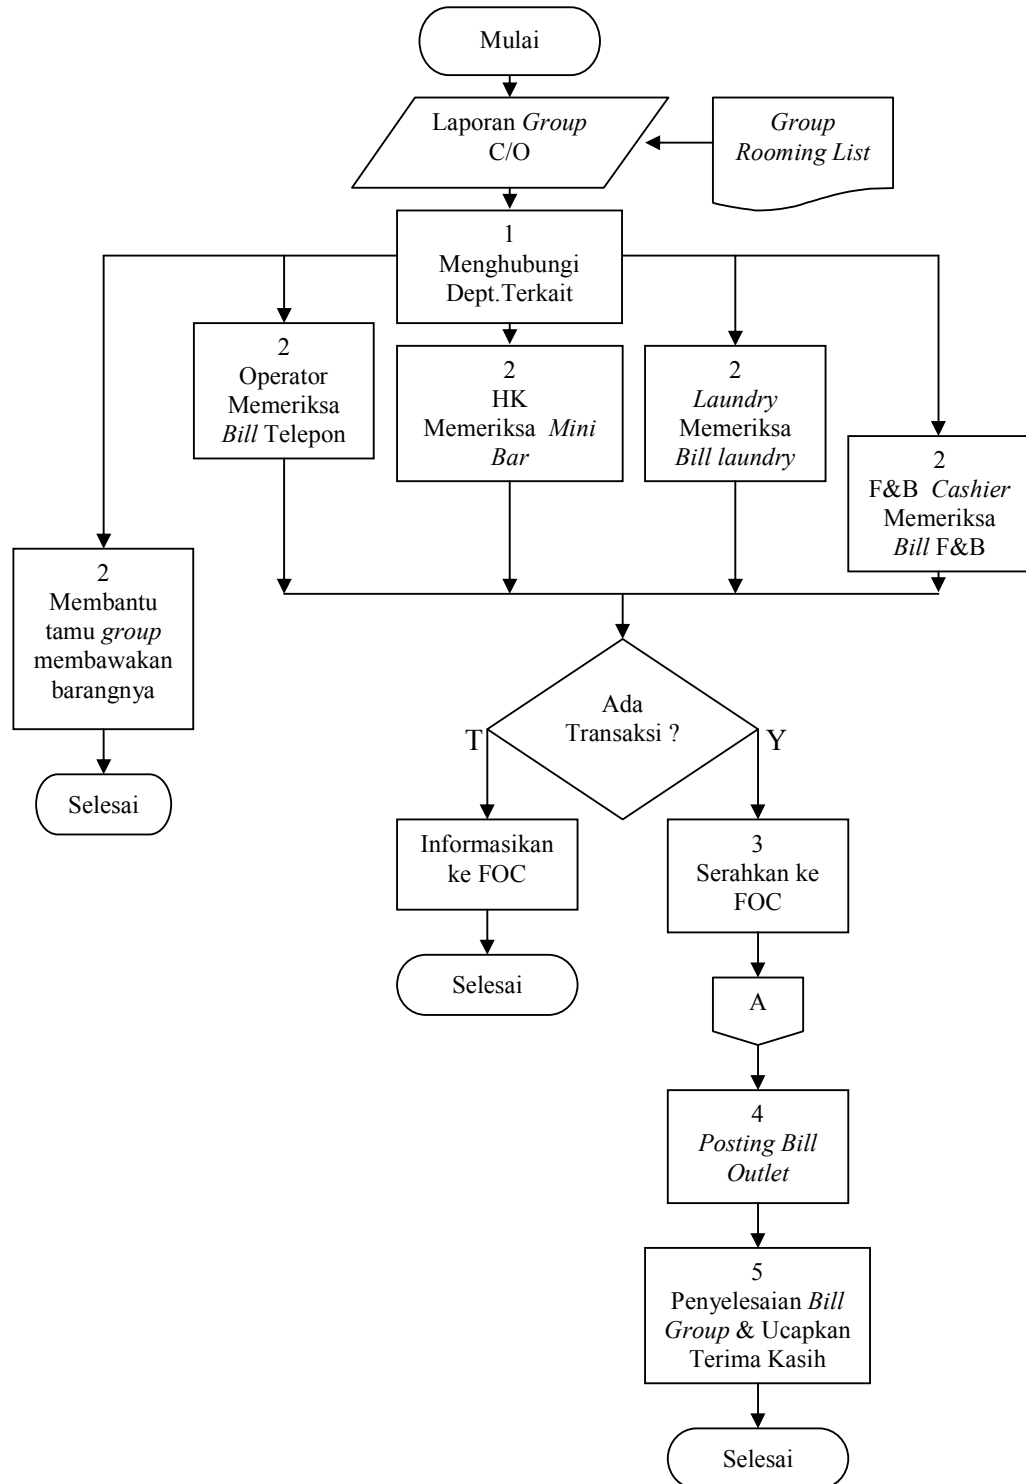 Mulai
Laporan Group
C/O
Group
Rooming List
1
Menghubungi
Dept.Terkait
2
Operator
Memeriksa
Bill Telepon
2
HK
Memeriksa Mini
Bar
2
Laundry
Memeriksa
Bill laundry
2
F&B Cashier
Memeriksa
Bill F&B
2
Membantu
tamu group
membawakan
barangnya
Selesai
Ada
Transaksi ?
T
Y
Informasikan
ke FOC
Selesai
3
Serahkan ke
FOC
A
4
Posting Bill
Outlet
5
Penyelesaian Bill
Group & Ucapkan
Terima Kasih
Selesai